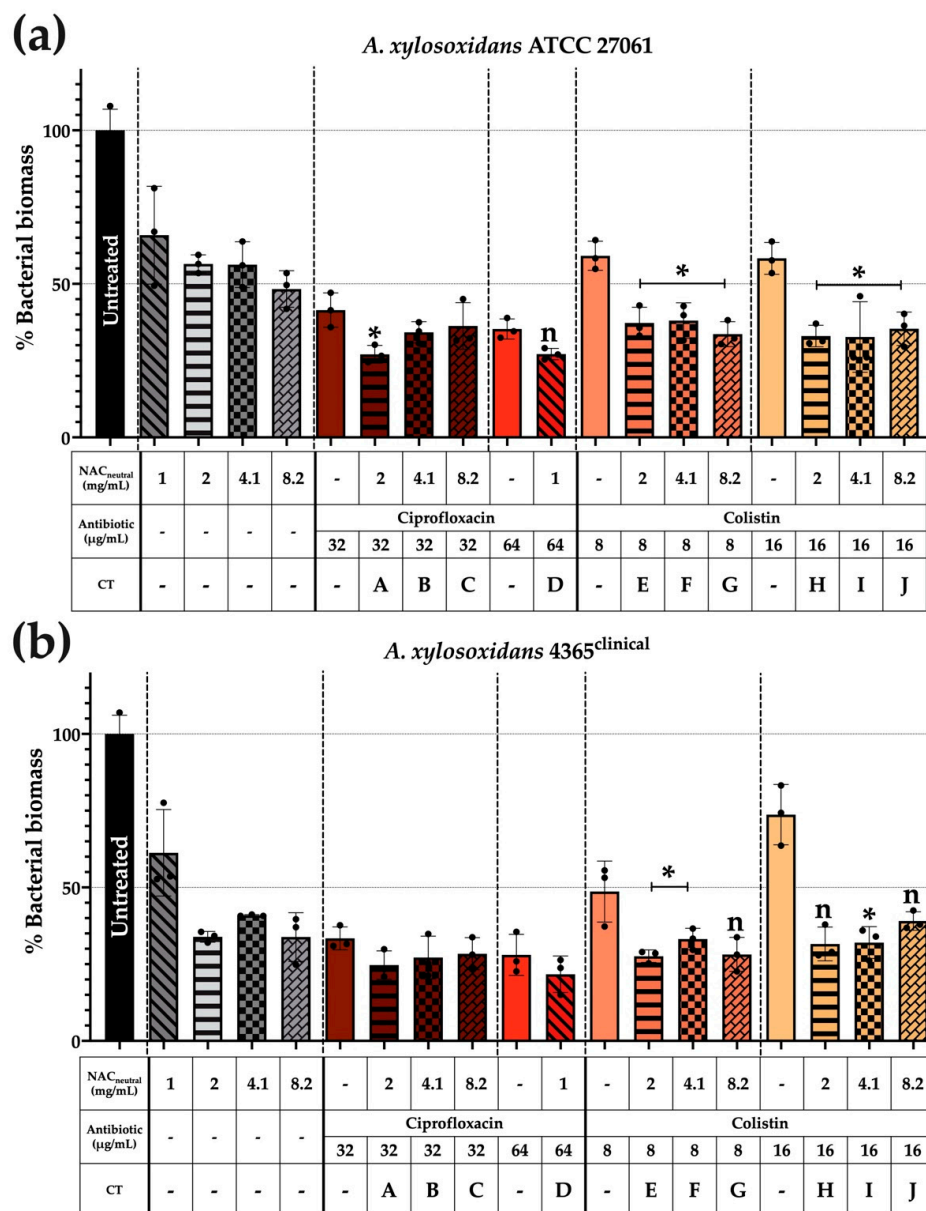 (a)
A. xylosoxidans ATCC 27061
% Bacterial biomass
100
50
0
Untreated
*
n
*
*
NACneutral (mg/mL) 1 2 4.1 8.2 - 2 4.1 8.2 - 1 - 2 4.1 8.2 - 2 4.1 8.2
Antibiotic (µg/mL) - - - - Ciprofloxacin Colistin
32 32 32 32 64 64 8 8 8 8 16 16 16 16
CT - - - - - A B C - D - E F G - H I J
(b)
A. xylosoxidans 4365clinical
% Bacterial biomass
100
50
0
Untreated
*
n
n
*
n
NACneutral (mg/mL) 1 2 4.1 8.2 - 2 4.1 8.2 - 1 - 2 4.1 8.2 - 2 4.1 8.2
Antibiotic (µg/mL) - - - - Ciprofloxacin Colistin
32 32 32 32 64 64 8 8 8 8 16 16 16 16
CT - - - - - A B C - D - E F G - H I J